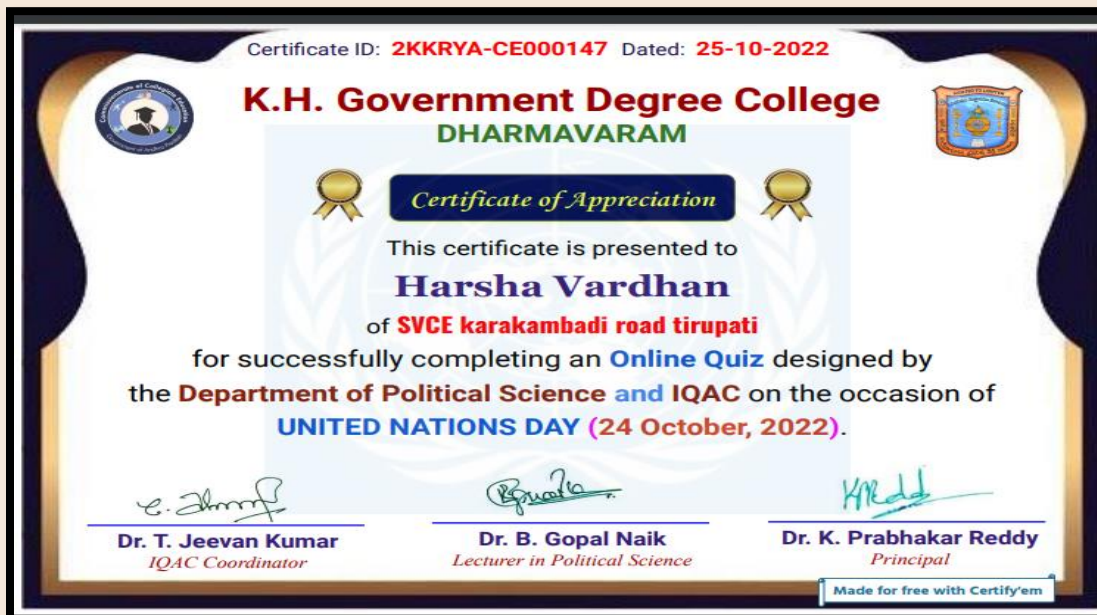 Certificate ID: 2KKRYA-CE000147 Dated: 25-10-2022
K.H. Government Degree College
DHARMAVARAM
Certificate of Appreciation
This certificate is presented to
Harsha Vardhan
of SVCE karakambadi road tirupati
for successfully completing an Online Quiz designed by
the Department of Political Science and IQAC on the occasion of
UNITED NATIONS DAY (24 October, 2022).
Dr. T. Jeevan Kumar
IQAC Coordinator
Dr. B. Gopal Naik
Lecturer in Political Science
Dr. K. Prabhakar Reddy
Principal
Made for free with Certify'em